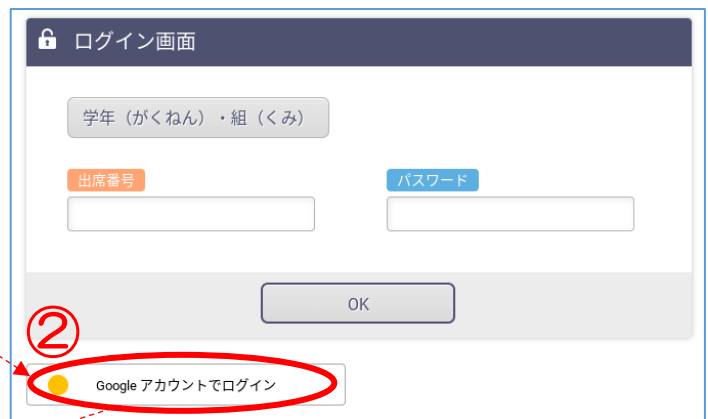 ログイン画面
学年（がくねん）・組（くみ）
出席番号
パスワード
OK
②
Google アカウントでログイン